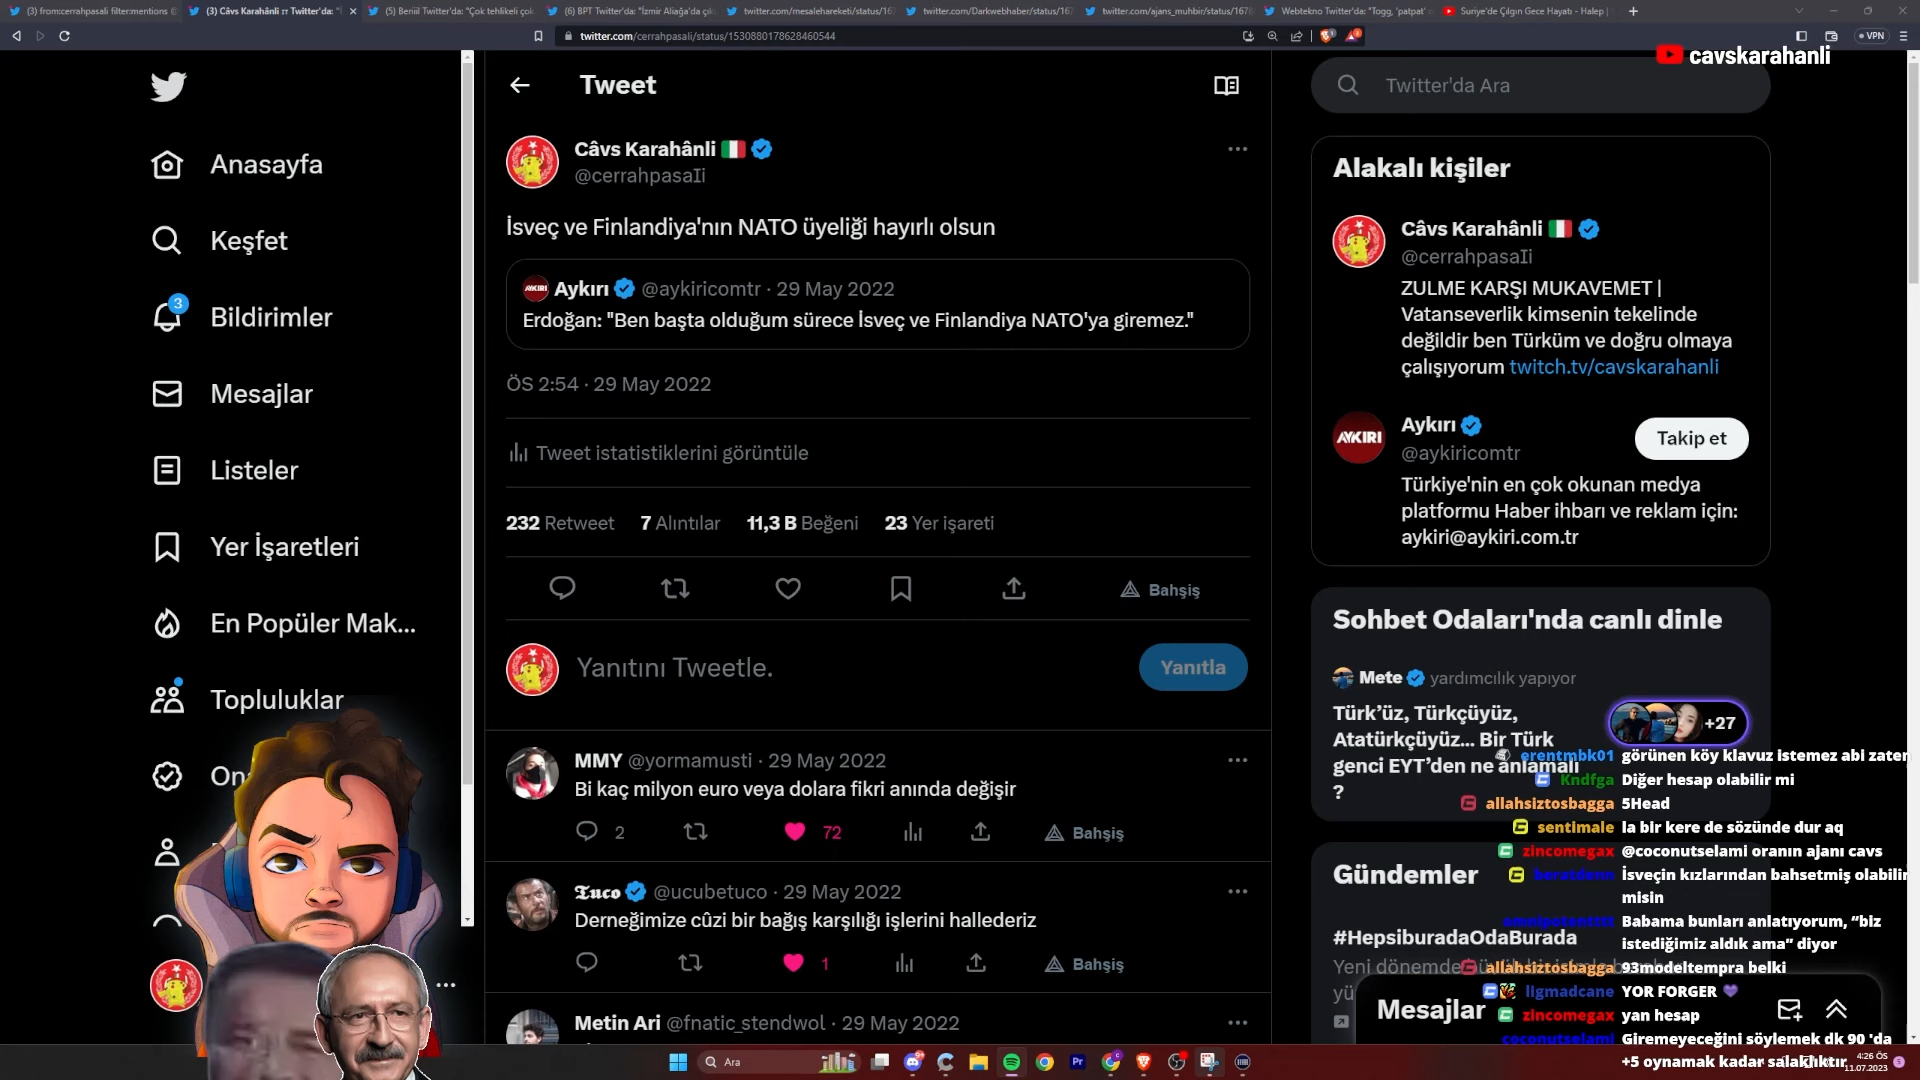 (3) from:cerrahpasali filter:mentions
(3) Câvs Karahânli
Twitter'da: "İ
(5) Beriil Twitter'da: "Çok tehlikeli çok
(6) BPT Twitter'da: "İzmir Aliağa'da çık
twitter.com/mesalehareketi/status/16
twitter.com/Darkwebhaber/status/167
twitter.com/ajans_muhbir/status/167
Webtekno Twitter'da: "Togg, 'patpat'
Suriye'de Çılgın Gece Hayatı - Halep |
twitter.com/cerrahpasali/status/1530880178628460544
VPN
cavskarahanli
Anasayfa
Keşfet
3
Bildirimler
Mesajlar
Listeler
Yer İşaretleri
En Popüler Mak...
Topluluklar
Tweet
Câvs Karahânli
@cerrahpasaIi
İsveç ve Finlandiya'nın NATO üyeliği hayırlı olsun
AYKIRI
Aykırı @aykiricomtr · 29 May 2022
Erdoğan: "Ben başta olduğum sürece İsveç ve Finlandiya NATO'ya giremez."
ÖS 2:54 · 29 May 2022
Tweet istatistiklerini görüntüle
232 Retweet 7 Alıntılar 11,3 B Beğeni 23 Yer işareti
Bahşiş
Yanıtını Tweetle.
Yanıtla
MMY @yormamusti · 29 May 2022
Bi kaç milyon euro veya dolara fikri anında değişir
2 72 Bahşiş
Tuco @ucubetuco · 29 May 2022
Derneğimize cûzi bir bağış karşılığı işlerini hallederiz
1 Bahşiş
Metin Ari @fnatic_stendwol · 29 May 2022
Twitter'da Ara
Alakalı kişiler
Câvs Karahânli
@cerrahpasaIi
ZULME KARŞI MUKAVEMET |
Vatanseverlik kimsenin tekelinde
değildir ben Türküm ve doğru olmaya
çalışıyorum twitch.tv/cavskarahanli
AYKIRI
Aykırı
@aykiricomtr
Takip et
Türkiye'nin en çok okunan medya
platformu Haber ihbarı ve reklam için:
aykiri@aykiri.com.tr
Sohbet Odaları'nda canlı dinle
Mete yardımcılık yapıyor
Türk'üz, Türkçüyüz,
Atatürkçüyüz... Bir Türk
genci EYT'den ne anlamalı
?
+27
Gündemler
#HepsiburadaOdaBurada
Yeni dönemde
Mesajlar
erentmbk01 görünen köy klavuz istemez abi zaten
Kndfga Diğer hesap olabilir mi
allahsiztosbagga 5Head
sentimale la bir kere de sözünde dur aq
zincomegax @coconutselami oranın ajanı cavs
boratdenn İsveçin kızlarından bahsetmiş olabilir
misin
omnipotenttt Babama bunları anlatıyorum, “biz
istediğimiz aldık ama” diyor
allahsiztosbagga 93modeltempra belki
ligmadcane YOR FORGER
zincomegax yan hesap
coconutselami Giremeyeceğini söylemek dk 90 'da
+5 oynamak kadar salaklıktır
Ara
Pr
4:26 ÖS
11.07.2023
5